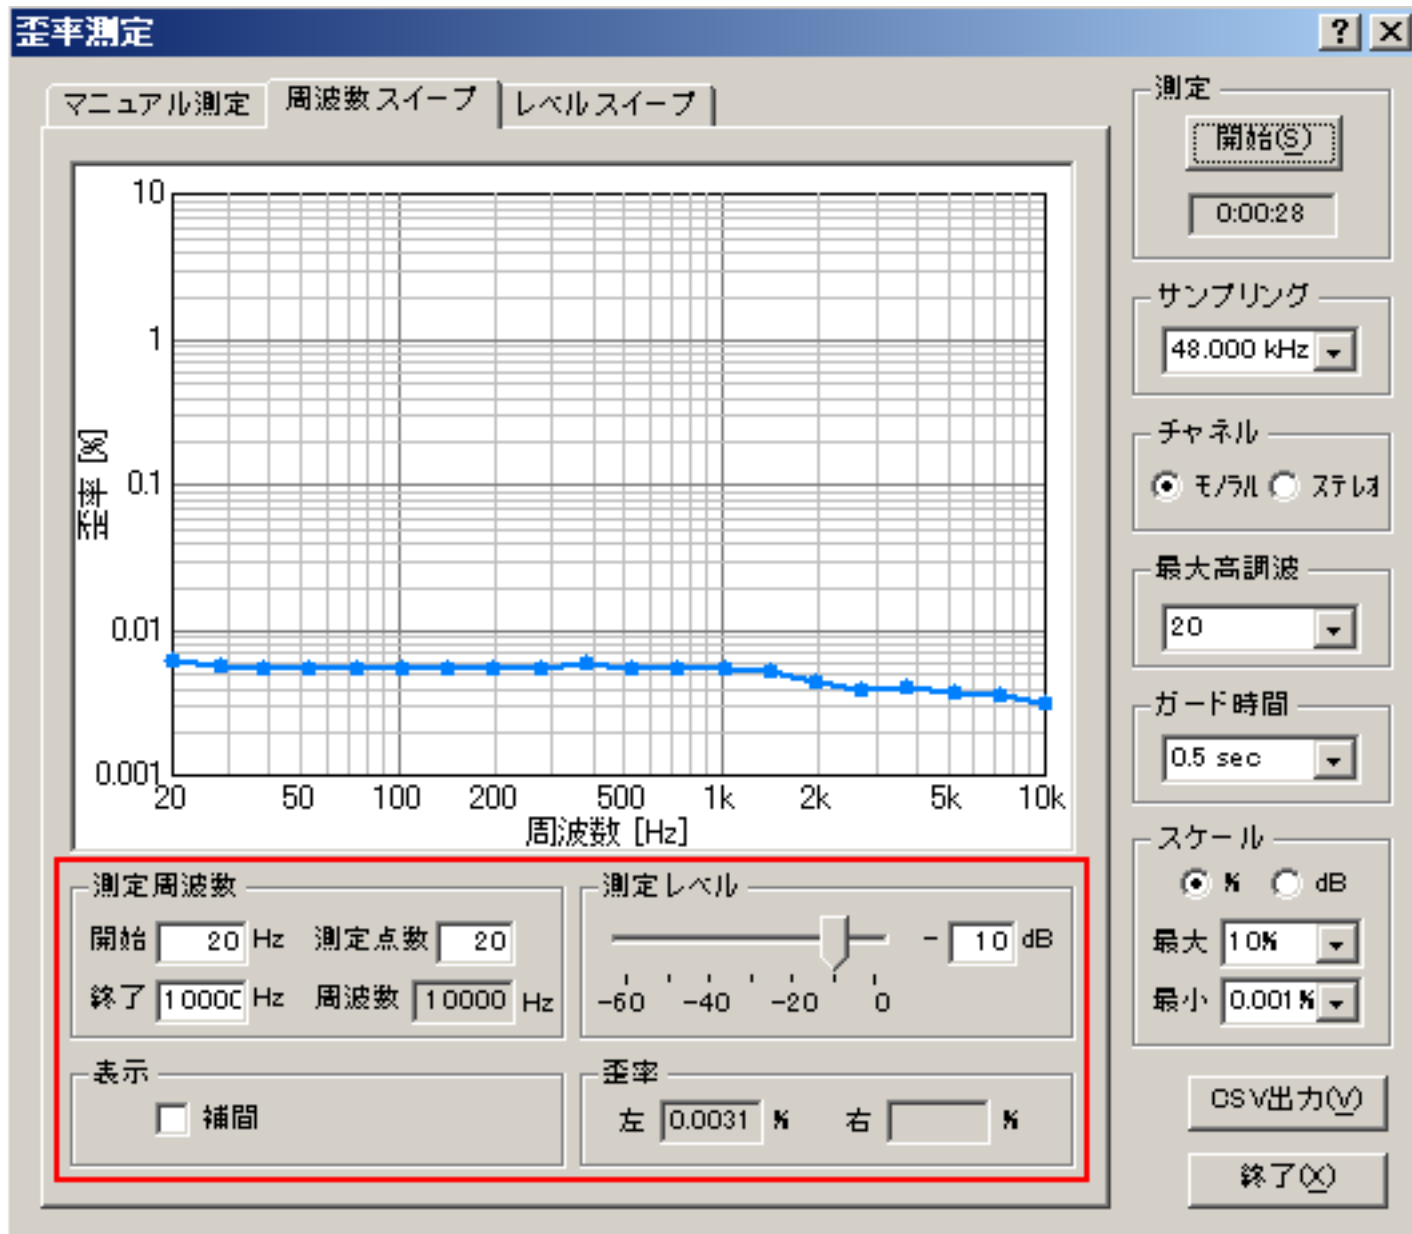 歪率測定
マニュアル測定 周波数スイープ レベルスイープ
10
1
0.1
0.01
0.001
歪率 [%]
20 50 100 200 500 1k 2k 5k 10k
周波数 [Hz]
測定周波数
開始 20 Hz 測定点数 20
終了 10000 Hz 周波数 10000 Hz
測定レベル
- 10 dB
-60 -40 -20 0
表示
補間
歪率
左 0.0031 % 右 %
測定
開始(S)
0:00:28
サンプリング
48.000 kHz
チャネル
モノラル ステレオ
最大高調波
20
ガード時間
0.5 sec
スケール
% dB
最大 10%
最小 0.001%
CSV出力(V)
終了(X)